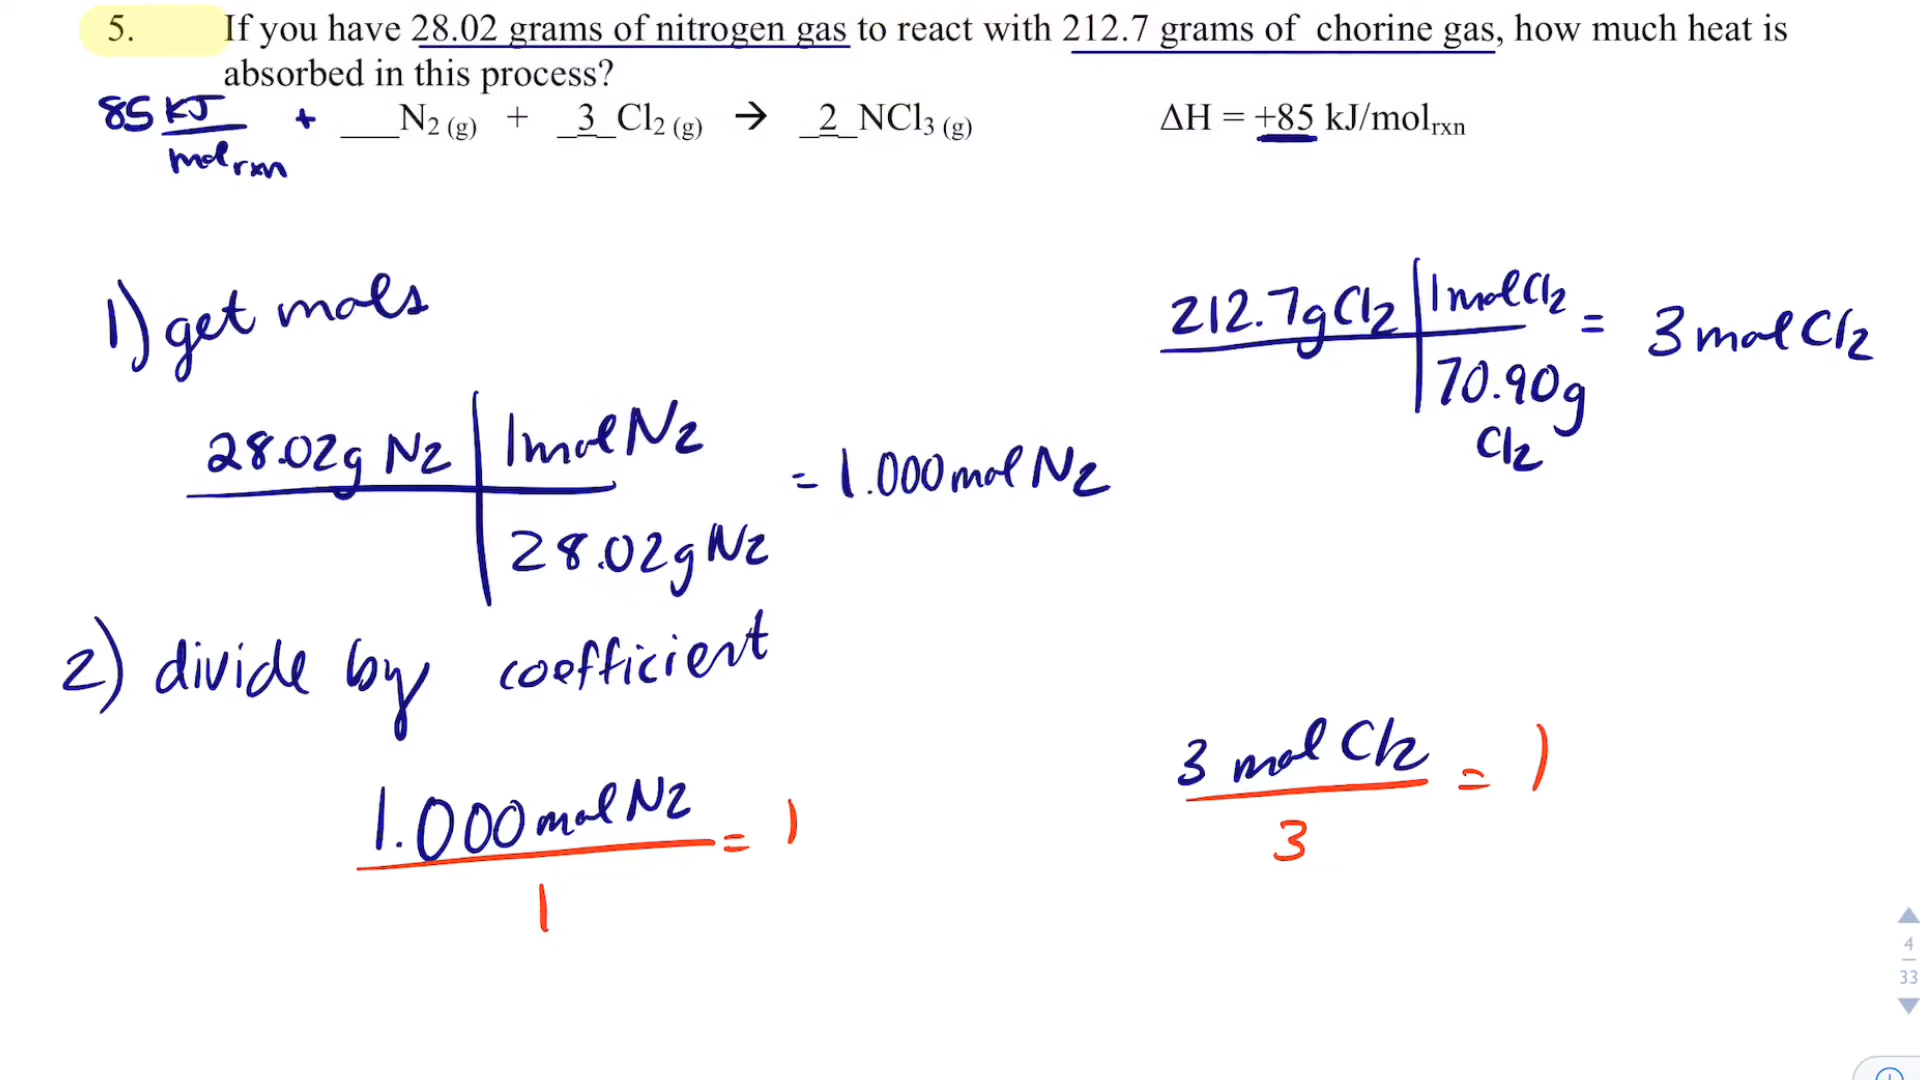 5. If you have 28.02 grams of nitrogen gas to react with 212.7 grams of chorine gas, how much heat is
absorbed in this process?
85 kJ/mol rxn + ___N2 (g) + _3_Cl2 (g) → _2_NCl3 (g) ΔH = +85 kJ/molrxn
1) get mols
28.02g N2 | 1 mol N2 / 28.02g N2 = 1.000 mol N2
212.7g Cl2 | 1 mol Cl2 / 70.90g Cl2 = 3 mol Cl2
2) divide by coefficient
1.000 mol N2 / 1 = 1
3 mol Cl2 / 3 = 1
4
33